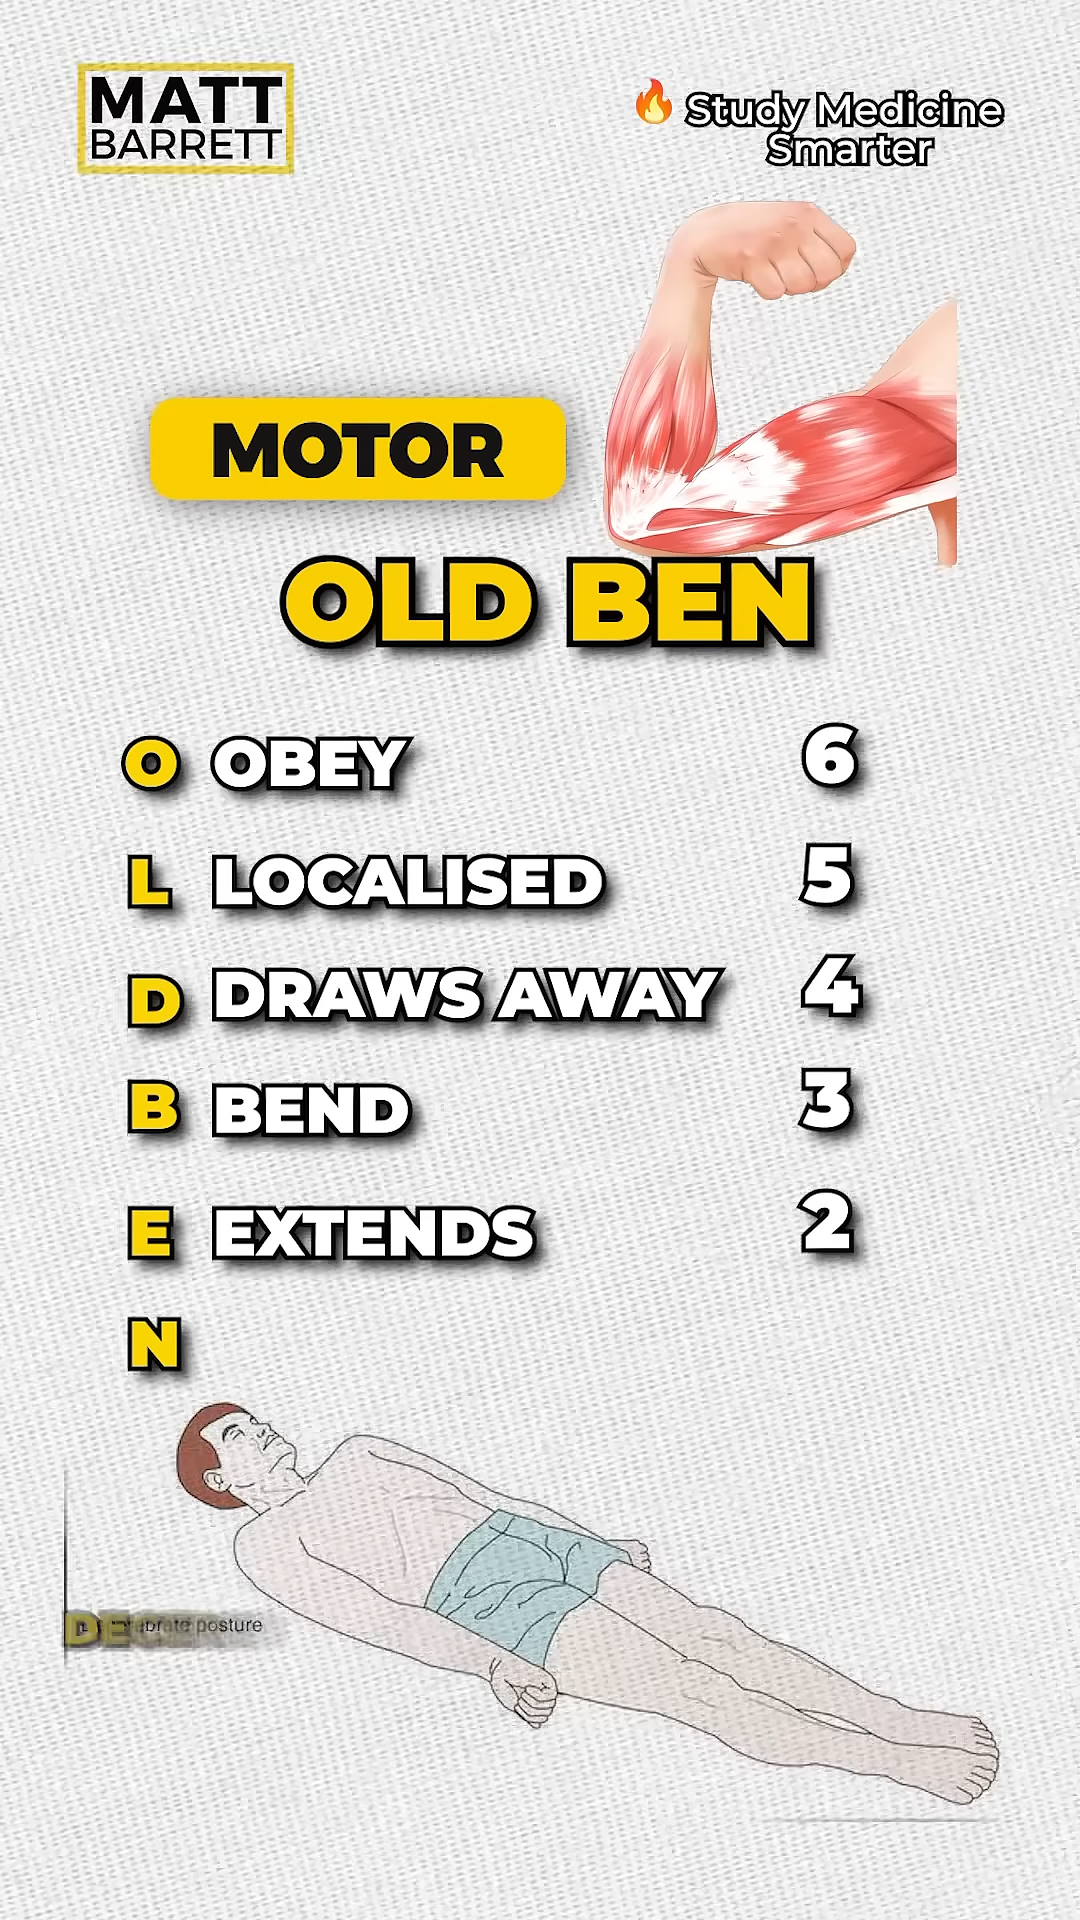 MATT
BARRETT
Study Medicine
Smarter
MOTOR
OLD BEN
O OBEY 6
L LOCALISED 5
D DRAWS AWAY 4
B BEND 3
E EXTENDS 2
N
posture